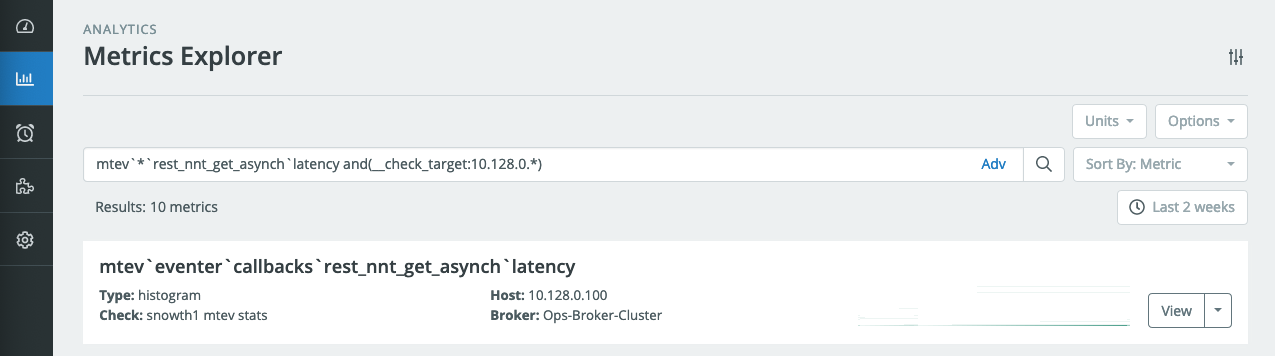 ANALYTICS
Metrics Explorer
Units
Options
mtev`*`rest_nnt_get_asynch`latency and(__check_target:10.128.0.*)
Adv
Sort By: Metric
Results: 10 metrics
Last 2 weeks
mtev`eventer`callbacks`rest_nnt_get_asynch`latency
Type: histogram
Host: 10.128.0.100
Check: snowth1 mtev stats
Broker: Ops-Broker-Cluster
View